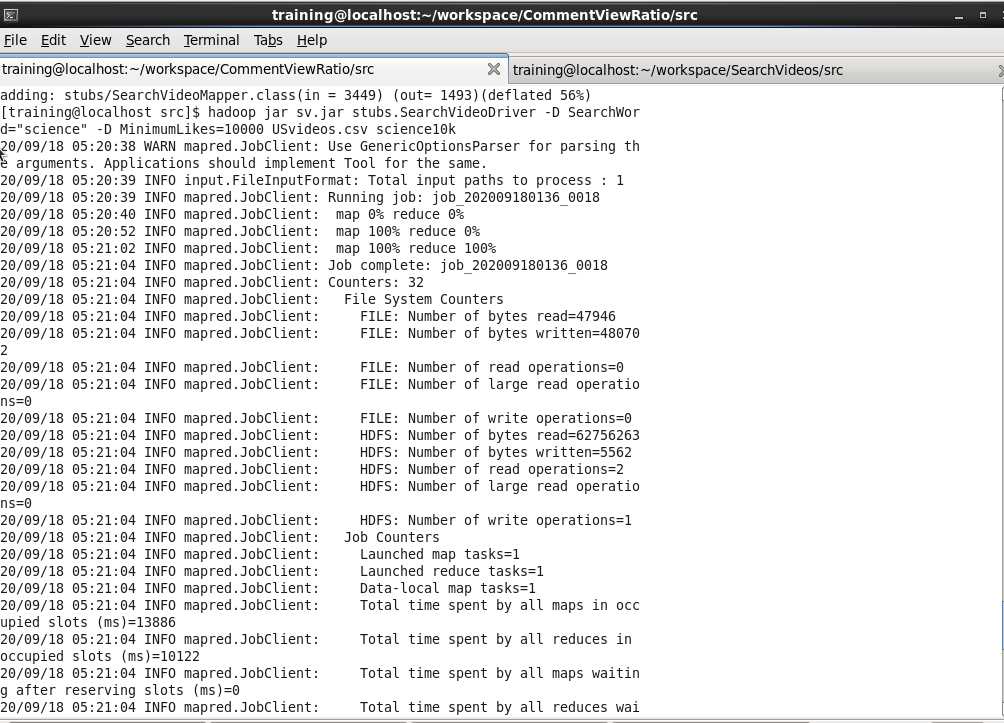 training@localhost:~/workspace/CommentViewRatio/src
File Edit View Search Terminal Tabs Help
training@localhost:~/workspace/CommentViewRatio/src training@localhost:~/workspace/SearchVideos/src
adding: stubs/SearchVideoMapper.class(in = 3449) (out= 1493)(deflated 56%)
[training@localhost src]$ hadoop jar sv.jar stubs.SearchVideoDriver -D SearchWor
d="science" -D MinimumLikes=10000 USvideos.csv science10k
20/09/18 05:20:38 WARN mapred.JobClient: Use GenericOptionsParser for parsing th
e arguments. Applications should implement Tool for the same.
20/09/18 05:20:39 INFO input.FileInputFormat: Total input paths to process : 1
20/09/18 05:20:39 INFO mapred.JobClient: Running job: job_202009180136_0018
20/09/18 05:20:40 INFO mapred.JobClient:  map 0% reduce 0%
20/09/18 05:20:52 INFO mapred.JobClient:  map 100% reduce 0%
20/09/18 05:21:02 INFO mapred.JobClient:  map 100% reduce 100%
20/09/18 05:21:04 INFO mapred.JobClient: Job complete: job_202009180136_0018
20/09/18 05:21:04 INFO mapred.JobClient: Counters: 32
20/09/18 05:21:04 INFO mapred.JobClient:   File System Counters
20/09/18 05:21:04 INFO mapred.JobClient:     FILE: Number of bytes read=47946
20/09/18 05:21:04 INFO mapred.JobClient:     FILE: Number of bytes written=48070
2
20/09/18 05:21:04 INFO mapred.JobClient:     FILE: Number of read operations=0
20/09/18 05:21:04 INFO mapred.JobClient:     FILE: Number of large read operatio
ns=0
20/09/18 05:21:04 INFO mapred.JobClient:     FILE: Number of write operations=0
20/09/18 05:21:04 INFO mapred.JobClient:     HDFS: Number of bytes read=62756263
20/09/18 05:21:04 INFO mapred.JobClient:     HDFS: Number of bytes written=5562
20/09/18 05:21:04 INFO mapred.JobClient:     HDFS: Number of read operations=2
20/09/18 05:21:04 INFO mapred.JobClient:     HDFS: Number of large read operatio
ns=0
20/09/18 05:21:04 INFO mapred.JobClient:     HDFS: Number of write operations=1
20/09/18 05:21:04 INFO mapred.JobClient:   Job Counters
20/09/18 05:21:04 INFO mapred.JobClient:     Launched map tasks=1
20/09/18 05:21:04 INFO mapred.JobClient:     Launched reduce tasks=1
20/09/18 05:21:04 INFO mapred.JobClient:     Data-local map tasks=1
20/09/18 05:21:04 INFO mapred.JobClient:     Total time spent by all maps in occ
upied slots (ms)=13886
20/09/18 05:21:04 INFO mapred.JobClient:     Total time spent by all reduces in
occupied slots (ms)=10122
20/09/18 05:21:04 INFO mapred.JobClient:     Total time spent by all maps waitin
g after reserving slots (ms)=0
20/09/18 05:21:04 INFO mapred.JobClient:     Total time spent by all reduces wai